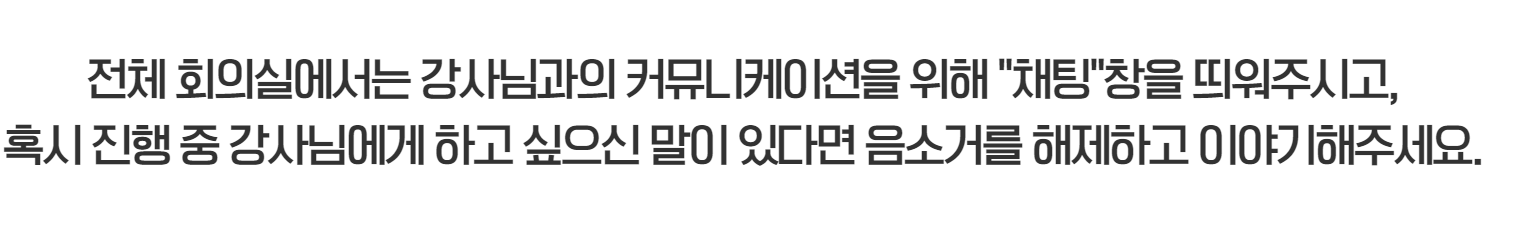 전체 회의실에서는 강사님과의 커뮤니케이션을 위해 "채팅"창을 띄워주시고,
혹시 진행 중 강사님에게 하고 싶으신 말이 있다면 음소거를 해제하고 이야기해주세요.